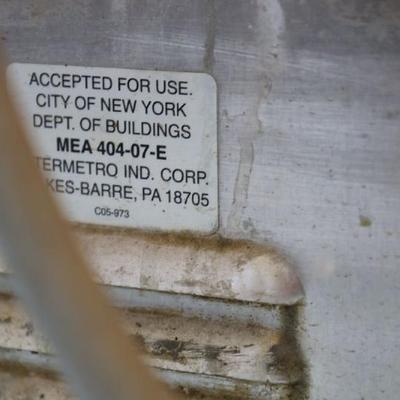 ACCEPTED FOR USE.
CITY OF NEW YORK
DEPT. OF BUILDINGS
MEA 404-07-E
TERMETRO IND. CORP.
KES-BARRE, PA 18705
C05-973